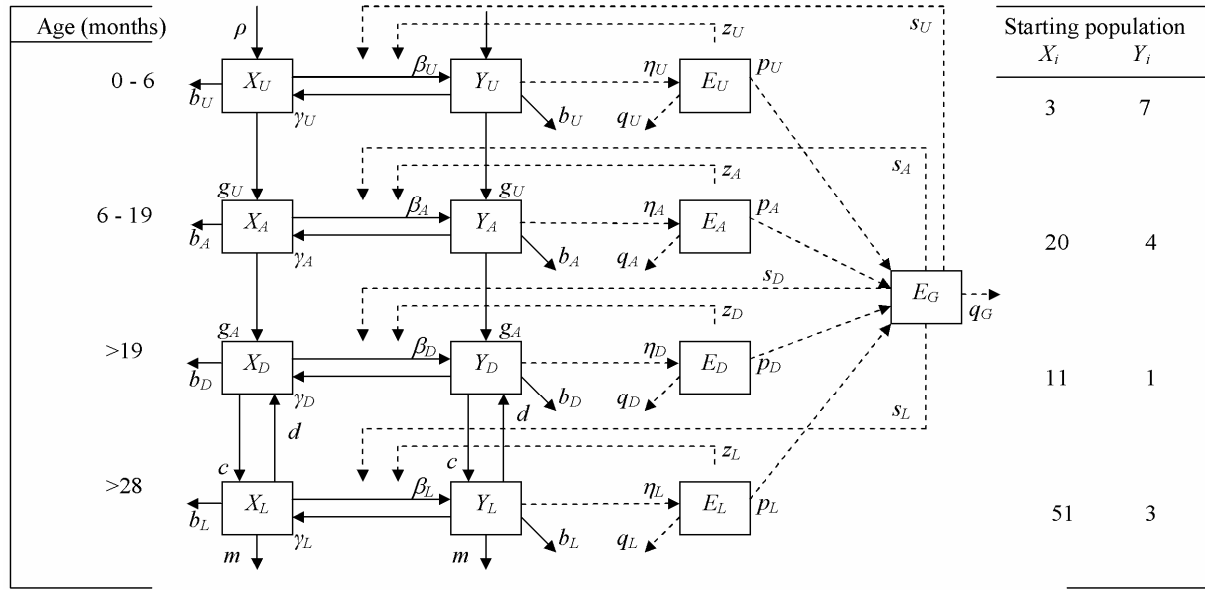 Age (months) ρ z_U s_U Starting population
X_i Y_i
0 - 6 X_U β_U Y_U η_U E_U p_U
b_U γ_U b_U q_U 3 7
s_A
z_A
g_U g_U
6 - 19 X_A β_A Y_A η_A E_A p_A
b_A γ_A b_A q_A 20 4
s_D
E_G
z_D q_G
g_A g_A
>19 X_D β_D Y_D η_D E_D p_D
b_D γ_D b_D q_D 11 1
d d s_L
c c z_L
>28 X_L β_L Y_L η_L E_L p_L
b_L γ_L b_L q_L 51 3
m m